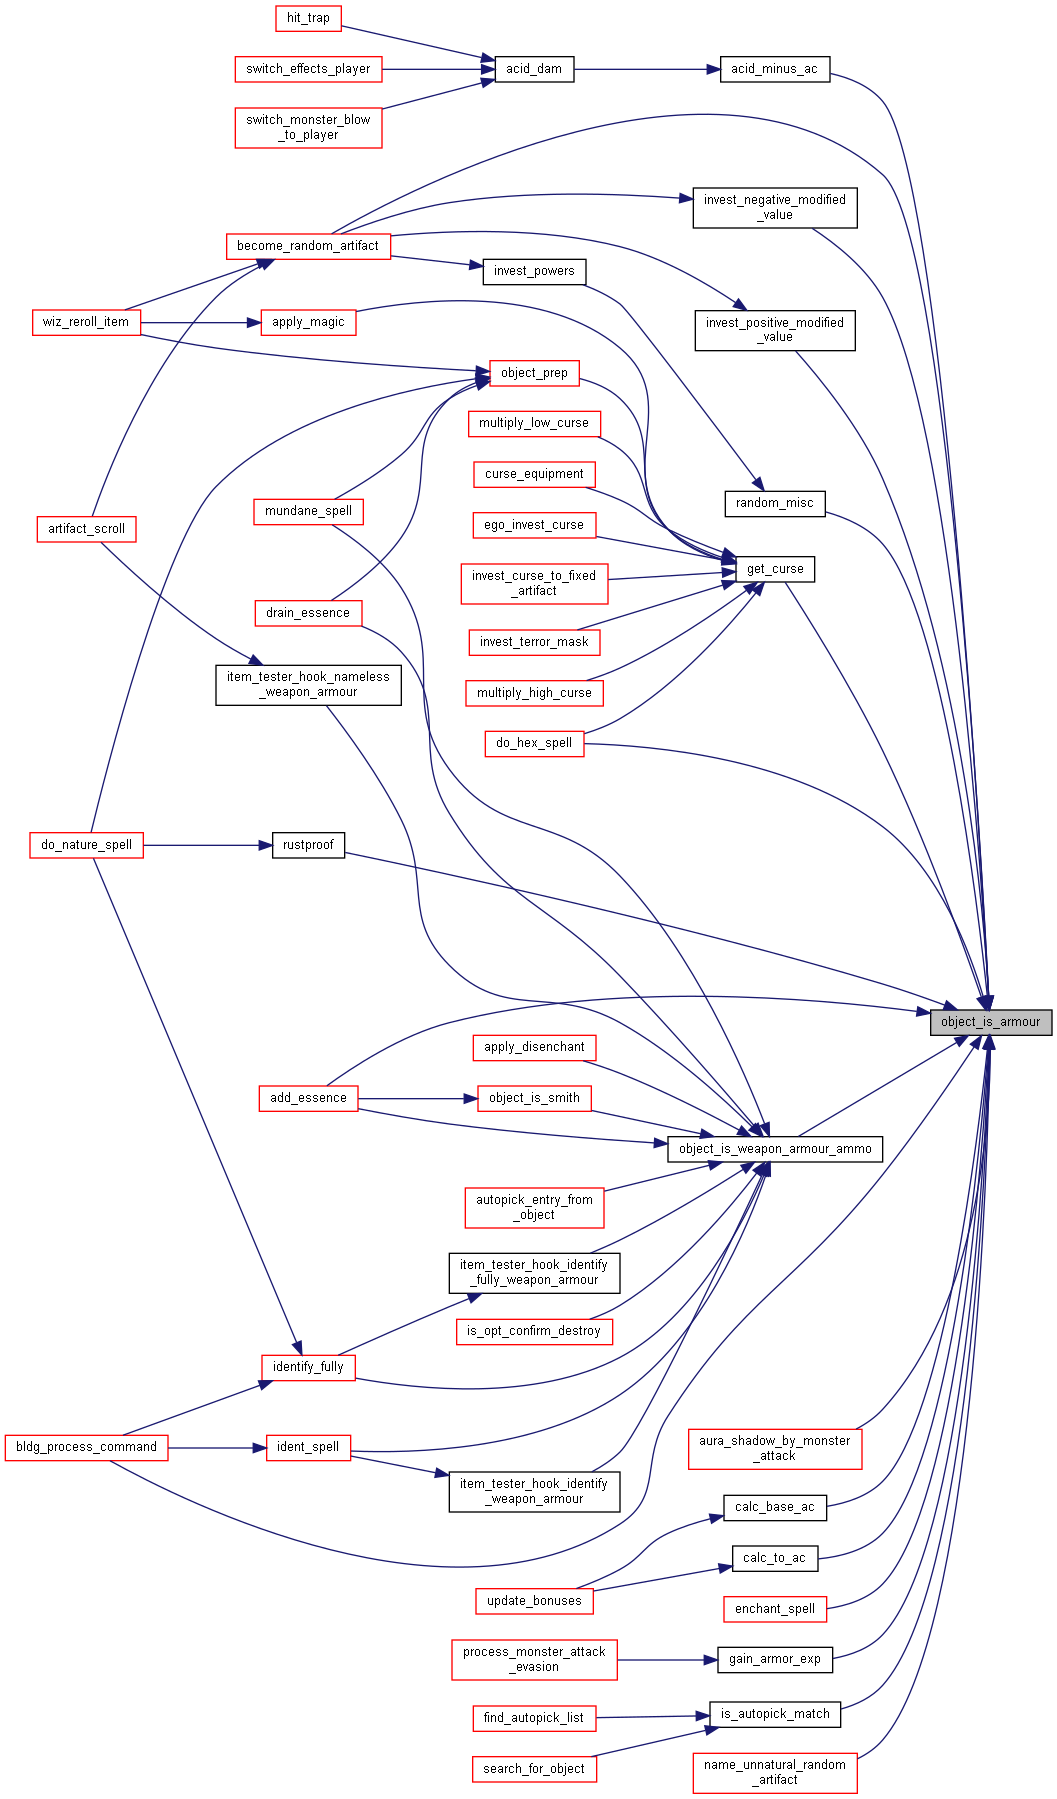 hit_trap
switch_effects_player
acid_dam
acid_minus_ac
switch_monster_blow
_to_player
invest_negative_modified
_value
become_random_artifact
invest_powers
wiz_reroll_item
apply_magic
invest_positive_modified
_value
object_prep
multiply_low_curse
curse_equipment
mundane_spell
random_misc
artifact_scroll
ego_invest_curse
get_curse
invest_curse_to_fixed
_artifact
drain_essence
invest_terror_mask
item_tester_hook_nameless
_weapon_armour
multiply_high_curse
do_hex_spell
do_nature_spell
rustproof
object_is_armour
apply_disenchant
add_essence
object_is_smith
object_is_weapon_armour_ammo
autopick_entry_from
_object
item_tester_hook_identify
_fully_weapon_armour
is_opt_confirm_destroy
identify_fully
bldg_process_command
ident_spell
aura_shadow_by_monster
_attack
item_tester_hook_identify
_weapon_armour
calc_base_ac
calc_to_ac
update_bonuses
enchant_spell
process_monster_attack
_evasion
gain_armor_exp
find_autopick_list
is_autopick_match
search_for_object
name_unnatural_random
_artifact